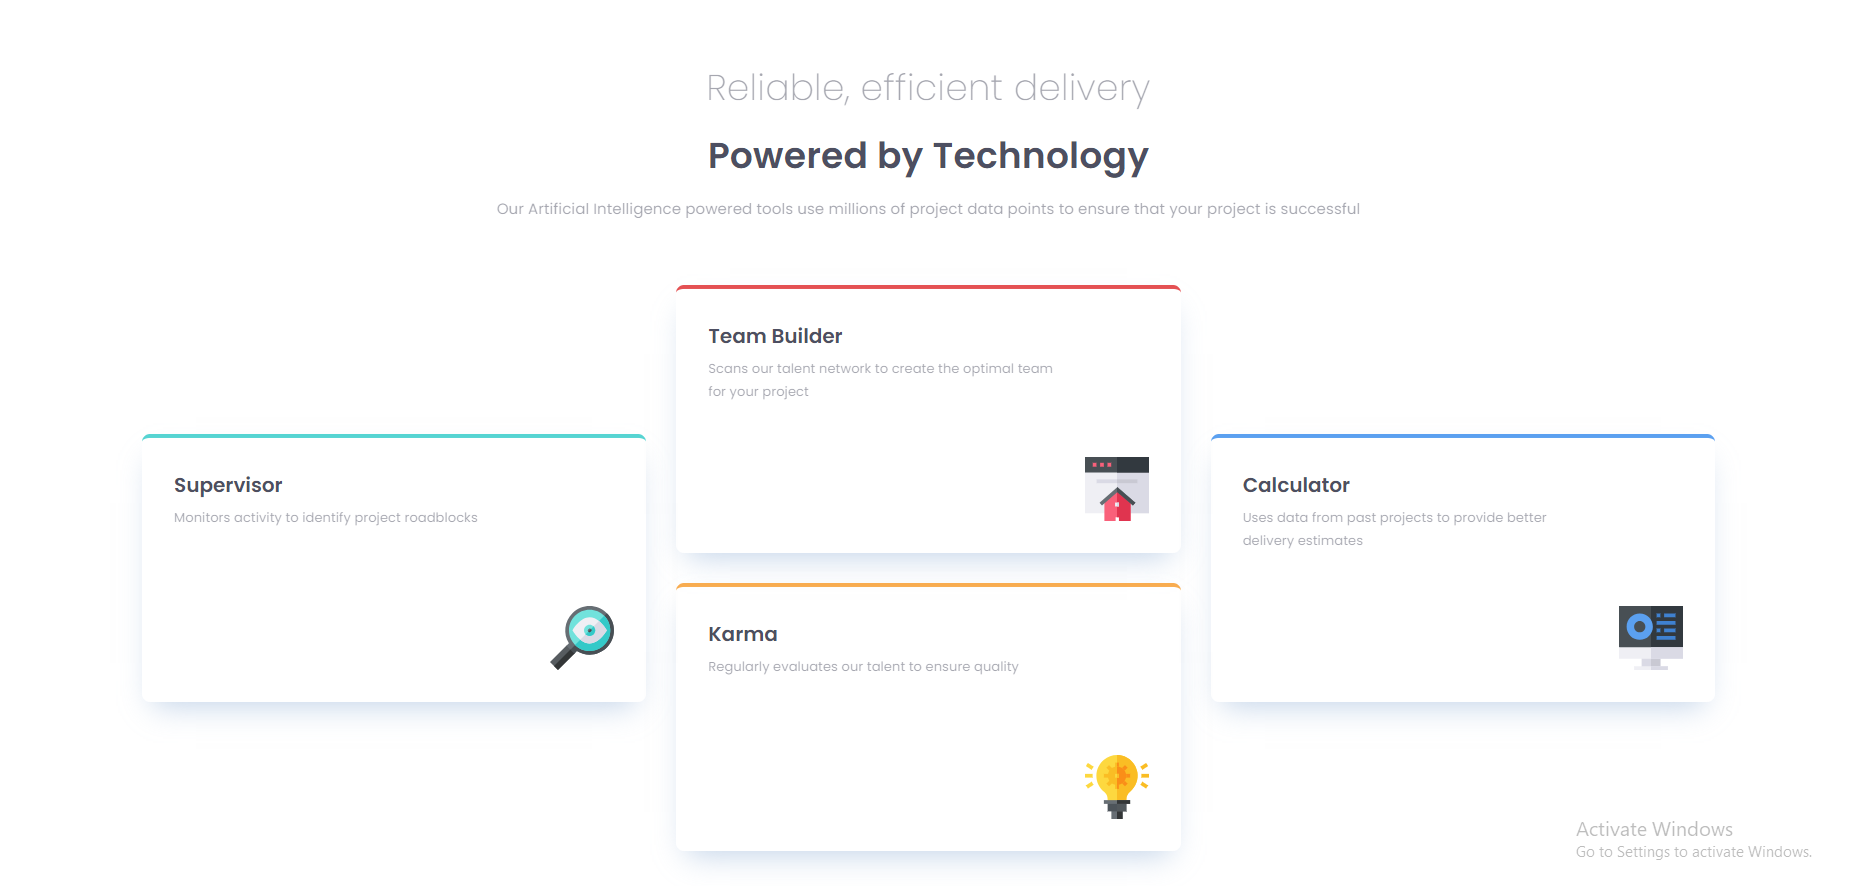 Reliable, efficient delivery
Powered by Technology
Our Artificial Intelligence powered tools use millions of project data points to ensure that your project is successful
Supervisor
Monitors activity to identify project roadblocks
Team Builder
Scans our talent network to create the optimal team
for your project
Karma
Regularly evaluates our talent to ensure quality
Calculator
Uses data from past projects to provide better
delivery estimates
Activate Windows
Go to Settings to activate Windows.